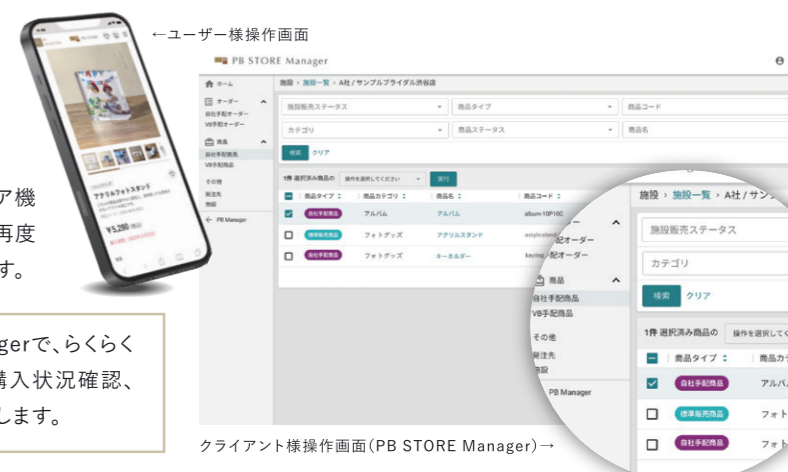 ←ユーザー様操作画面
PB STORE Manager
ホーム
オーダー
自社手配オーダー
VB手配オーダー
商品
自社手配商品
VB手配商品
その他
発注先
施設
← PB Manager
施設 › 施設一覧 › A社 / サンプルブライダル渋谷店
施設販売ステータス 商品タイプ 商品コード
カテゴリ 商品ステータス 商品名
検索 クリア
1件 選択済み商品の 操作を選択してください 実行
商品タイプ 商品カテゴリ 商品名 商品コード
自社手配商品 アルバム アルバム album-10P10C
標準販売商品 フォトグッズ アクリルスタンド
自社手配商品 フォトグッズ キーホルダー
アクリルフォトスタンド
¥5,280
ア機
再度
す。
gerで、らくらく
購入状況確認、
します。
施設 › 施設一覧 › A社 / サンプ
施設販売ステータス
カテゴリ
検索 クリア
1件 選択済み商品の 操作を選択してく
商品タイプ 商品カテ
自社手配商品 アルバ
標準販売商品 フォト
自社手配商品 フォト
配オーダー
配オーダー
商品
自社手配商品
VB手配商品
その他
発注先
施設
PB Manager
クライアント様操作画面(PB STORE Manager)→